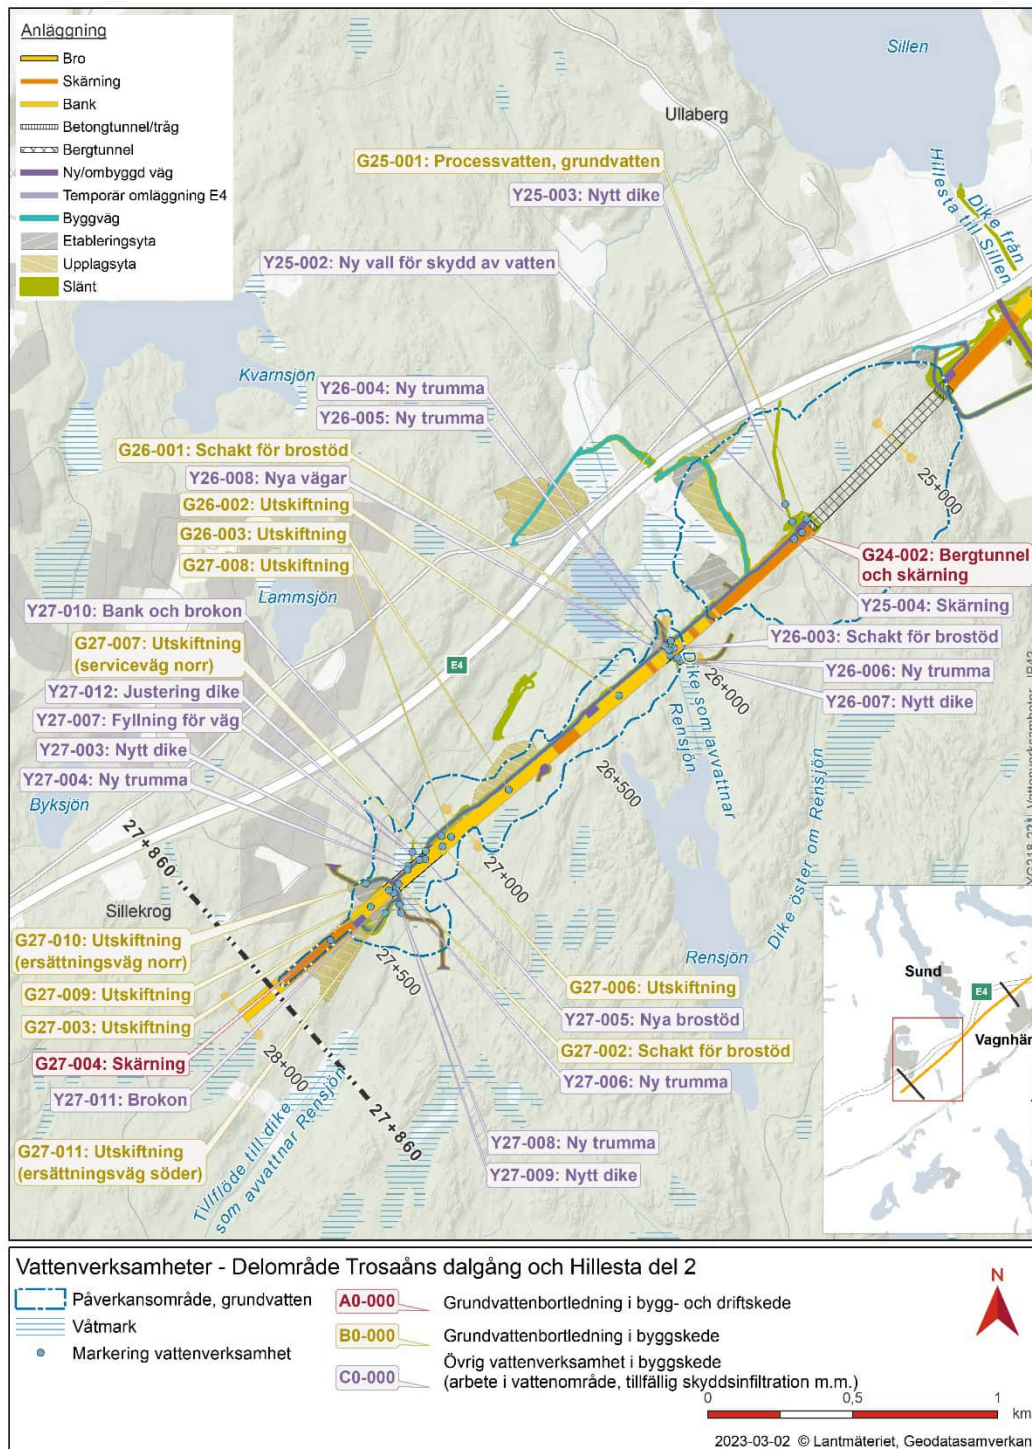 Anläggning
Bro
Skärning
Bank
Betongtunnel/tråg
Bergtunnel
Ny/ombyggd väg
Temporär omläggning E4
Byggväg
Etableringsyta
Upplagsyta
Slänt
Sillen
Ullaberg
G25-001: Processvatten, grundvatten
Y25-003: Nytt dike
Hillesta till Sillen
Dike från
Y25-002: Ny vall för skydd av vatten
Kvarnsjön
Y26-004: Ny trumma
Y26-005: Ny trumma
G26-001: Schakt för brostöd
Y26-008: Nya vägar
G26-002: Utskiftning
G26-003: Utskiftning
G27-008: Utskiftning
25+000
G24-002: Bergtunnel
och skärning
Lammsjön
Y27-010: Bank och brokon
Y25-004: Skärning
G27-007: Utskiftning
(serviceväg norr)
Y26-003: Schakt för brostöd
E4
Y26-006: Ny trumma
26+000
Y27-012: Justering dike
Y26-007: Nytt dike
Dike som avvattnar
Rensjön
Y27-007: Fyllning för väg
Y27-003: Nytt dike
Y27-004: Ny trumma
26+500
Byksjön
27+860
27+000
Dike öster om Rensjön
Sillekrog
G27-010: Utskiftning
(ersättningsväg norr)
27+500
Rensjön
G27-009: Utskiftning
G27-006: Utskiftning
G27-003: Utskiftning
Y27-005: Nya brostöd
G27-004: Skärning
G27-002: Schakt för brostöd
28+000
Y27-011: Brokon
Y27-006: Ny trumma
27+860
G27-011: Utskiftning
(ersättningsväg söder)
Y27-008: Ny trumma
Y27-009: Nytt dike
Tillflöde till dike
som avvattnar Rensjön
Sund
E4
Vagnhär
Vattenverksamheter - Delområde Trosaåns dalgång och Hillesta del 2
Påverkansområde, grundvatten
Våtmark
Markering vattenverksamhet
A0-000
Grundvattenbortledning i bygg- och driftskede
B0-000
Grundvattenbortledning i byggskede
C0-000
Övrig vattenverksamhet i byggskede
(arbete i vattenområde, tillfällig skyddsinfiltration m.m.)
N
0 0,5 1
km
2023-03-02 © Lantmäteriet, Geodatasamverkan